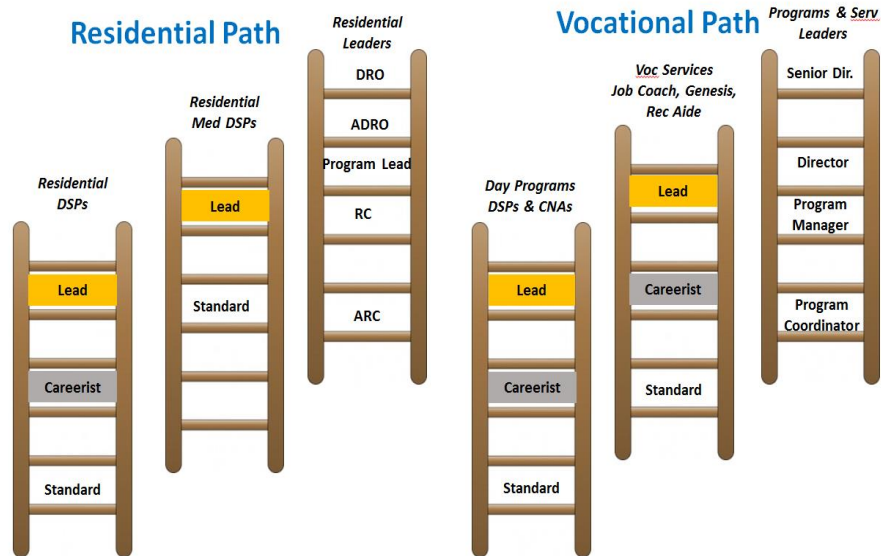 Residential Path
Residential
DSPs
Lead
Careerist
Standard
Residential
Med DSPs
Lead
Standard
Residential
Leaders
DRO
ADRO
Program Lead
RC
ARC
Vocational Path
Day Programs
DSPs & CNAs
Lead
Careerist
Standard
Voc Services
Job Coach, Genesis,
Rec Aide
Lead
Careerist
Standard
Programs & Serv
Leaders
Senior Dir.
Director
Program
Manager
Program
Coordinator